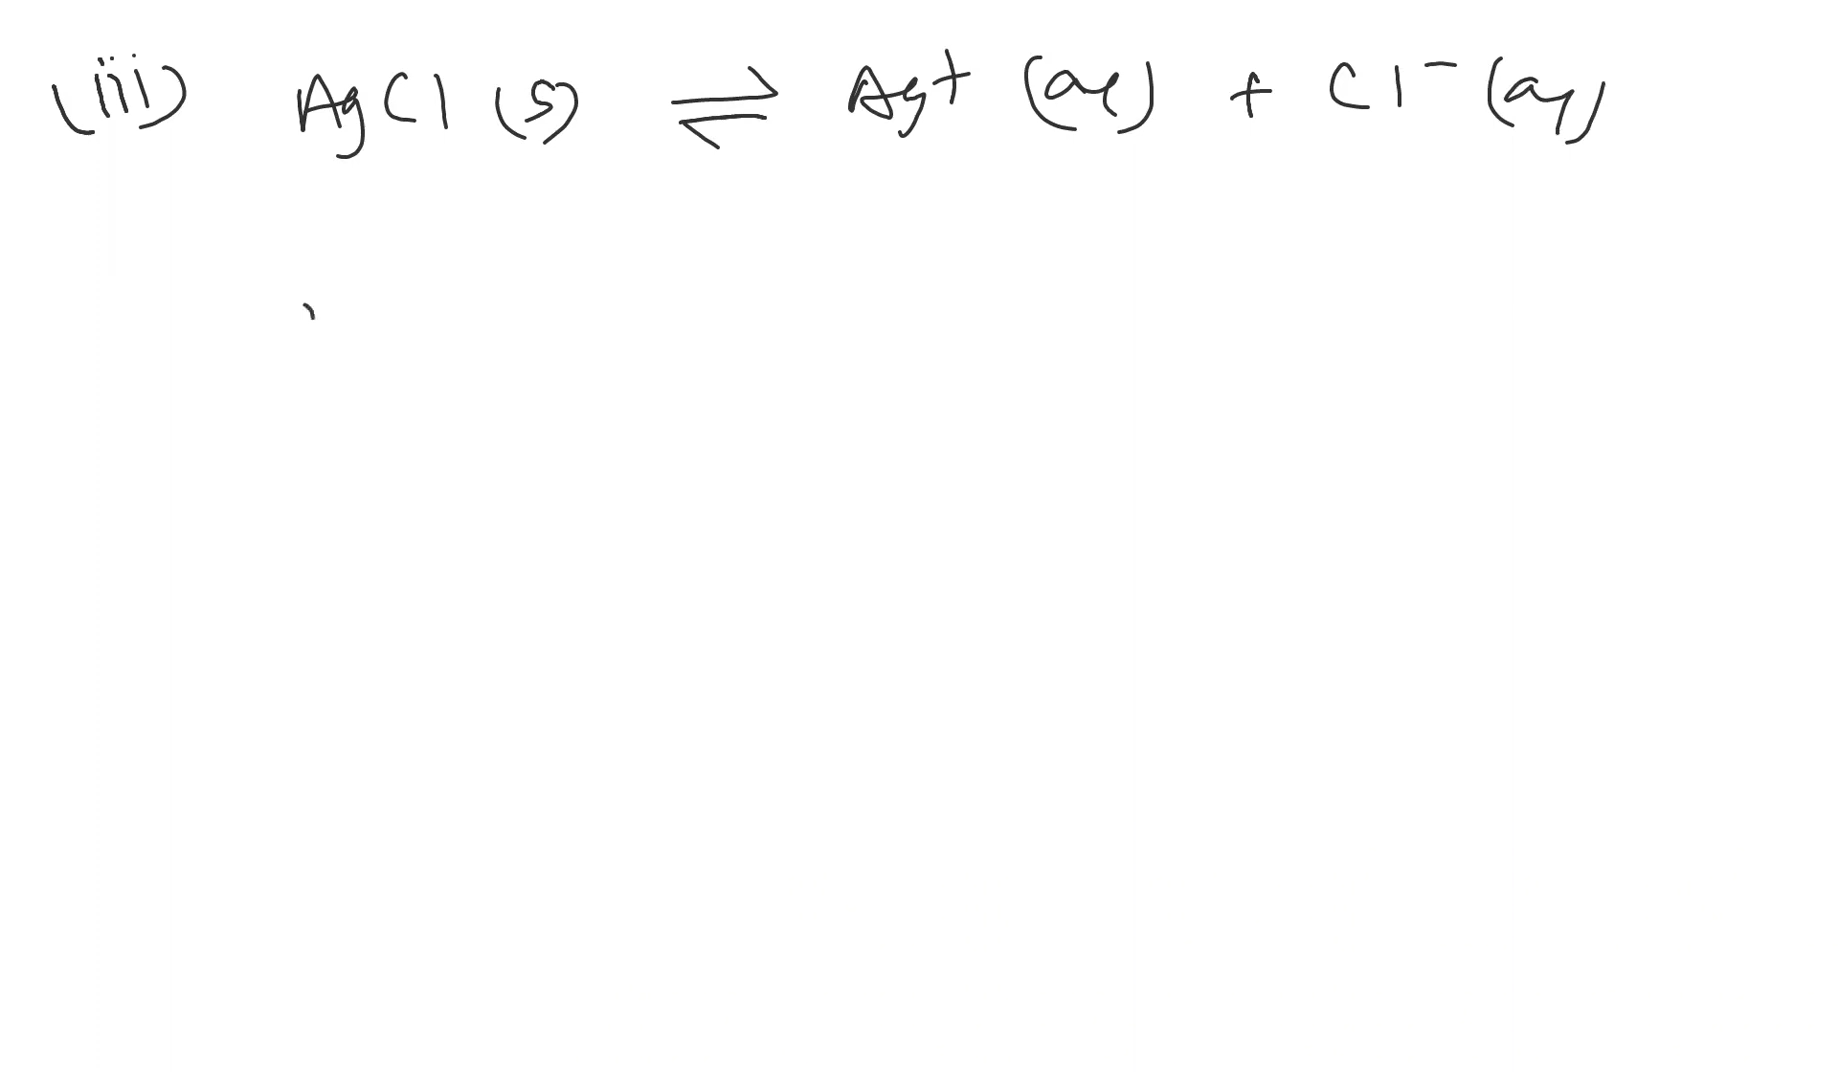 (iii) AgCl (s) ⇌ Ag+ (aq) + Cl⁻ (aq)